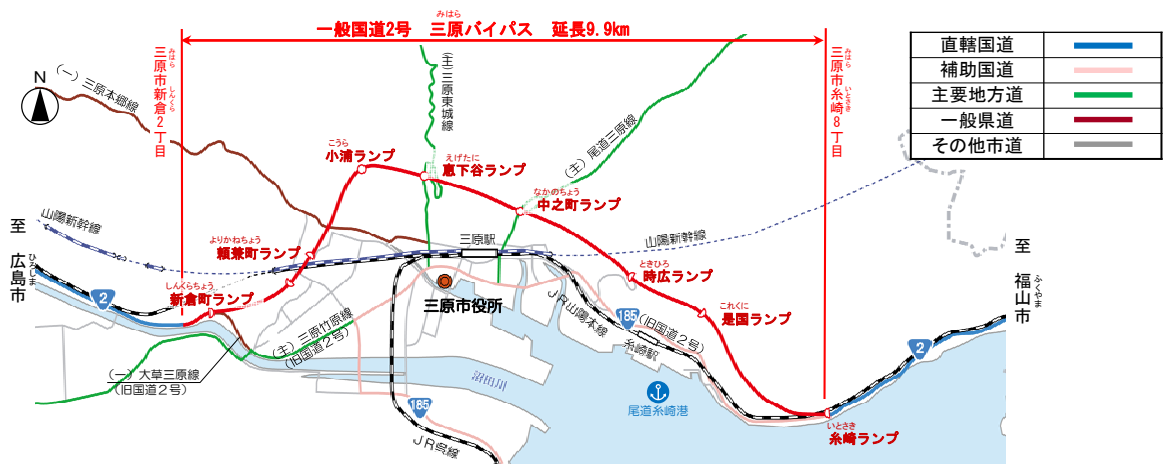 みはら
一般国道2号 三原バイパス 延長9.9km
みはら しんくら
三原市新倉2丁目
みはら いとさき
三原市糸崎8丁目
直轄国道
補助国道
主要地方道
一般県道
その他市道
N
(一)三原本郷線
(主)三原東城線
(主)尾道三原線
こうら
小浦ランプ
えげたに
恵下谷ランプ
なかのちょう
中之町ランプ
よりかねちょう
頼兼町ランプ
しんくらちょう
新倉町ランプ
ときひろ
時広ランプ
これくに
是国ランプ
いとさき
糸崎ランプ
至 広島市
ひろしま
至 福山市
ふくやま
山陽新幹線
山陽新幹線
三原駅
三原市役所
2
2
185
(旧国道2号)
185
JR山陽本線
糸崎駅
(主)三原竹原線
(旧国道2号)
(一)大草三原線
(旧国道2号)
沼田川
尾道糸崎港
JR呉線